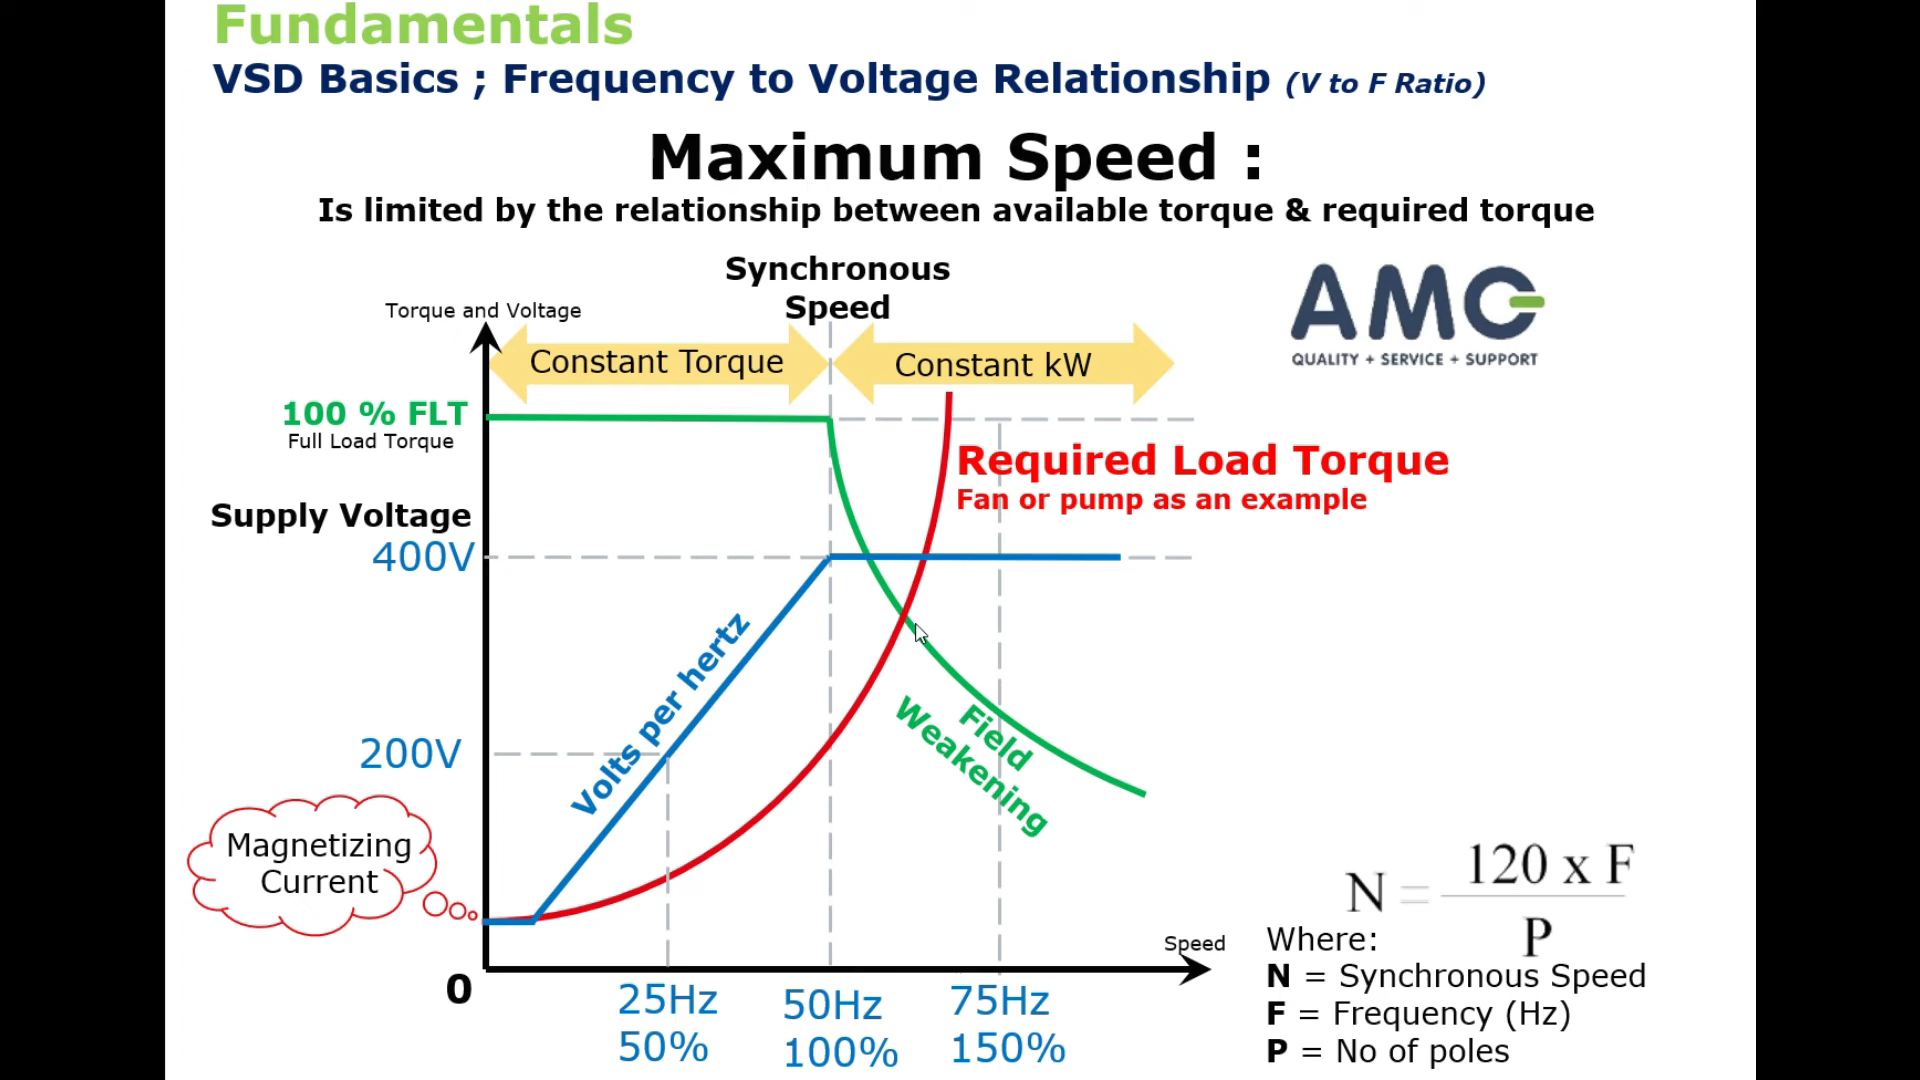 Fundamentals
VSD Basics ; Frequency to Voltage Relationship (V to F Ratio)
Maximum Speed :
Is limited by the relationship between available torque & required torque
Synchronous
Speed
Torque and Voltage
Constant Torque
Constant kW
AMC
QUALITY + SERVICE + SUPPORT
100 % FLT
Full Load Torque
Required Load Torque
Fan or pump as an example
Supply Voltage
400V
Volts per hertz
200V
Field
Weakening
Magnetizing
Current
Speed
0
25Hz
50%
50Hz
100%
75Hz
150%
120 x F
N =
P
Where:
N = Synchronous Speed
F = Frequency (Hz)
P = No of poles